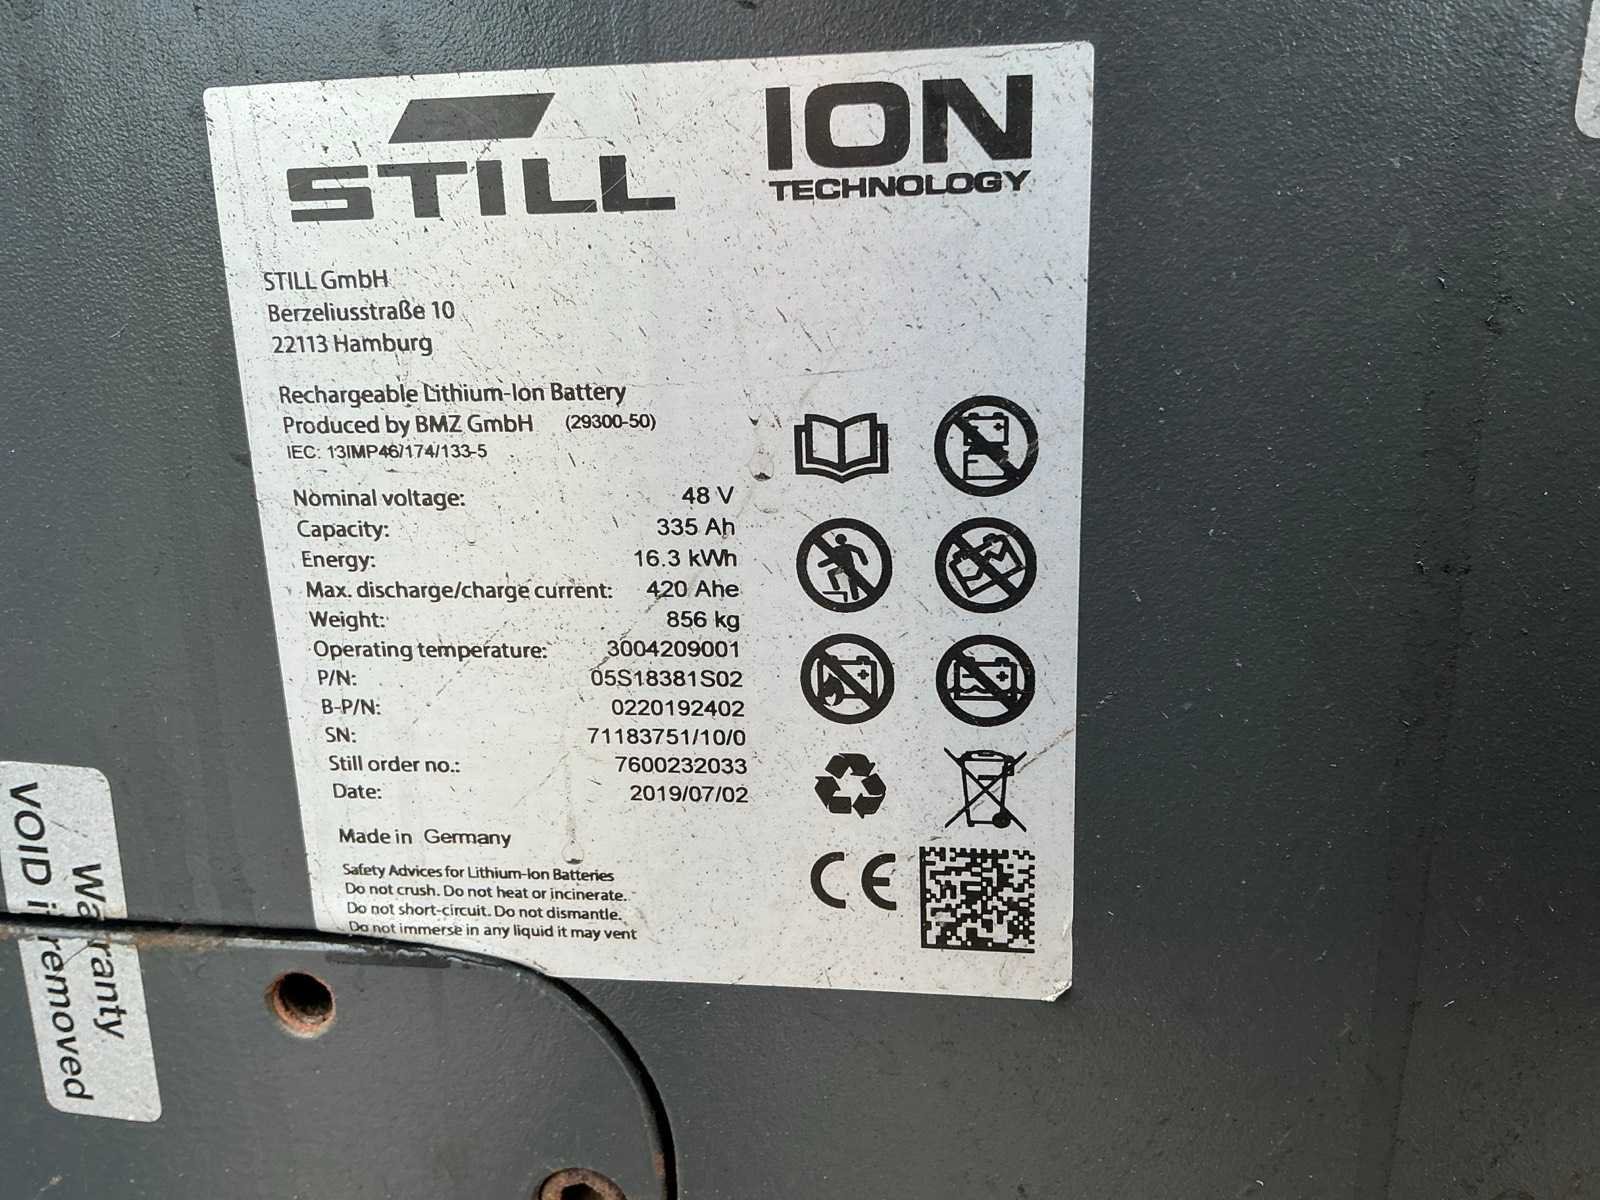 STILL
ION
TECHNOLOGY
STILL GmbH
Berzeliusstraße 10
22113 Hamburg
Rechargeable Lithium-Ion Battery
Produced by BMZ GmbH (29300-50)
IEC: 13IMP46/174/133-5
Nominal voltage: 48 V
Capacity: 335 Ah
Energy: 16.3 kWh
Max. discharge/charge current: 420 Ahe
Weight: 856 kg
Operating temperature: 3004209001
P/N: 05S18381S02
B-P/N: 0220192402
SN: 71183751/10/0
Still order no.: 7600232033
Date: 2019/07/02
Made in Germany
Safety Advices for Lithium-Ion Batteries
Do not crush. Do not heat or incinerate.
Do not short-circuit. Do not dismantle.
Do not immerse in any liquid it may vent
CE
Warranty
VOID if removed